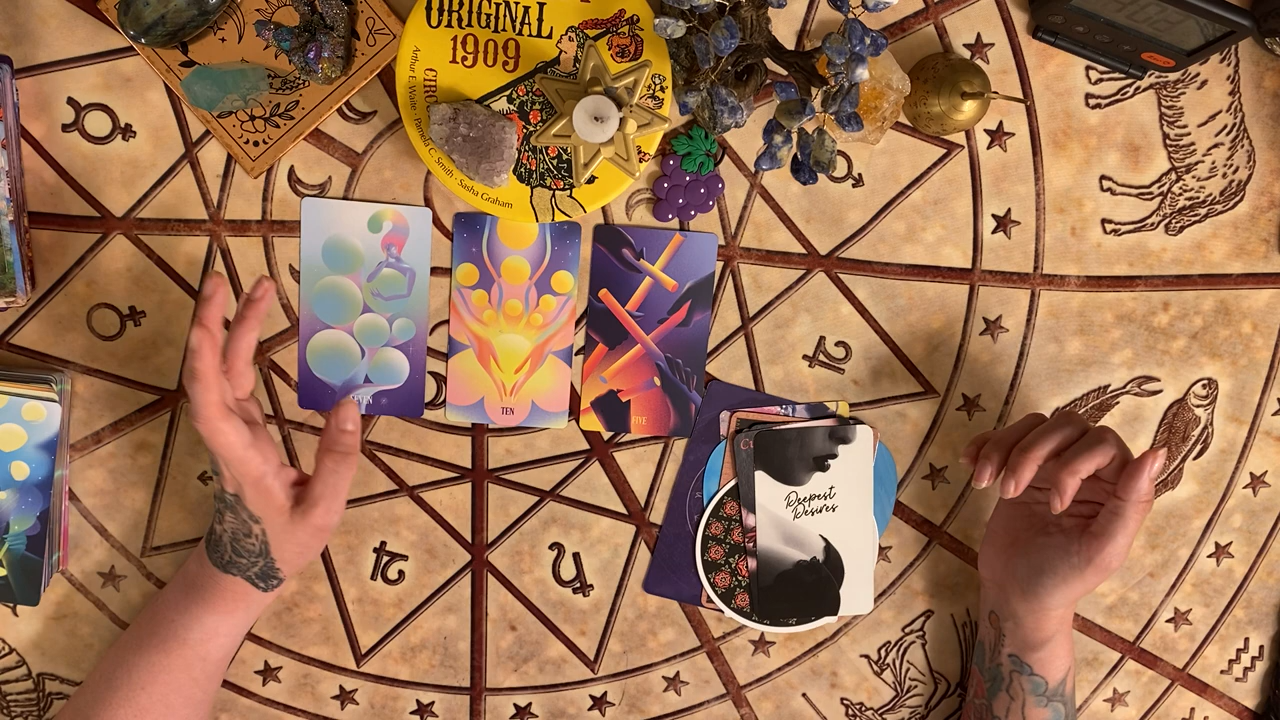 ORIGINAL
1909
Arthur E. Waite · Pamela C. Smith · Sasha Graham
SEVEN
TEN
FIVE
Deepest
Desires